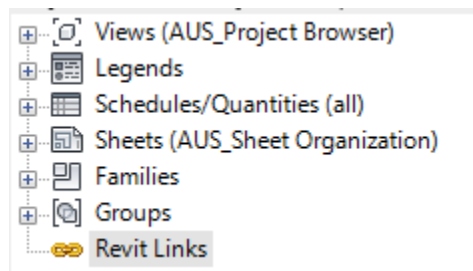 Views (AUS_Project Browser)
Legends
Schedules/Quantities (all)
Sheets (AUS_Sheet Organization)
Families
Groups
Revit Links